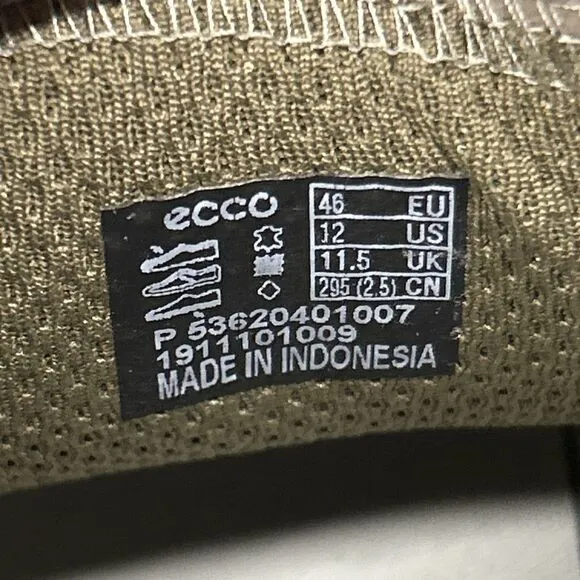 ecco
46 EU
12 US
11.5 UK
295 (2.5) CN
P 53620401007
1911101009
MADE IN INDONESIA